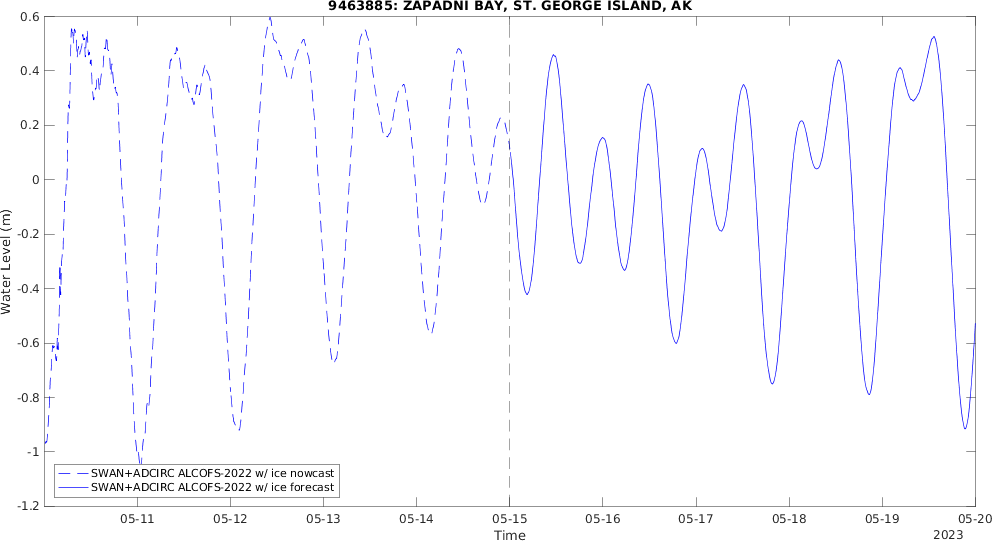 9463885: ZAPADNI BAY, ST. GEORGE ISLAND, AK
0.6
0.4
0.2
0
-0.2
-0.4
-0.6
-0.8
-1
-1.2
Water Level (m)
SWAN+ADCIRC ALCOFS-2022 w/ ice nowcast
SWAN+ADCIRC ALCOFS-2022 w/ ice forecast
05-11 05-12 05-13 05-14 05-15 05-16 05-17 05-18 05-19 05-20
Time
2023